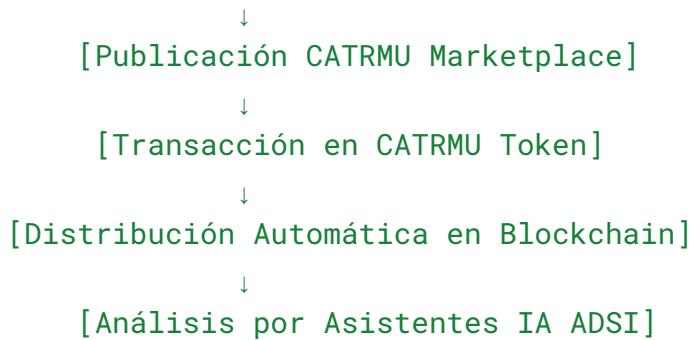 ↓
[Publicación CATRMU Marketplace]
↓
[Transacción en CATRMU Token]
↓
[Distribución Automática en Blockchain]
↓
[Análisis por Asistentes IA ADSI]